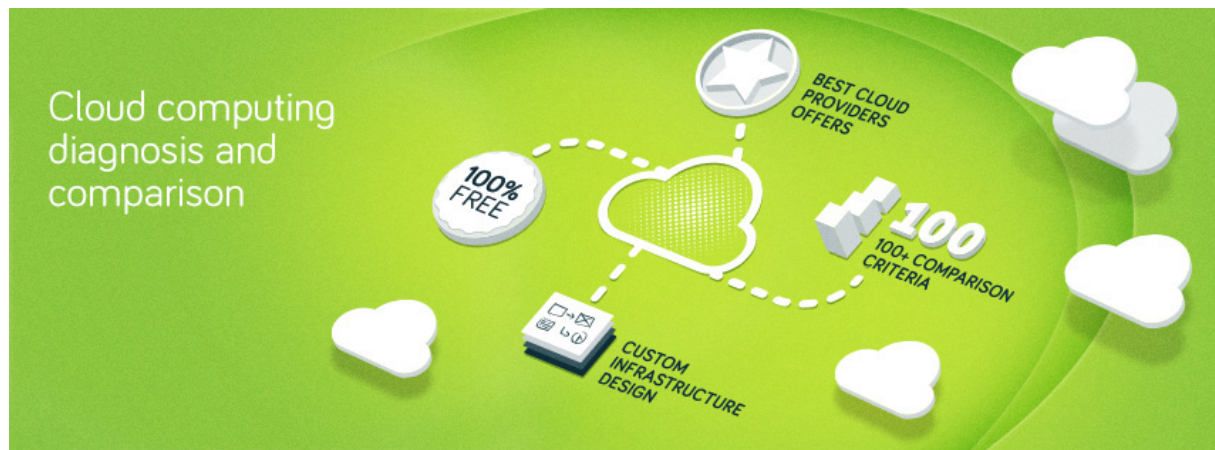 Cloud computing
diagnosis and
comparison
BEST CLOUD
PROVIDERS
OFFERS
100%
FREE
100
100+ COMPARISON
CRITERIA
CUSTOM
INFRASTRUCTURE
DESIGN